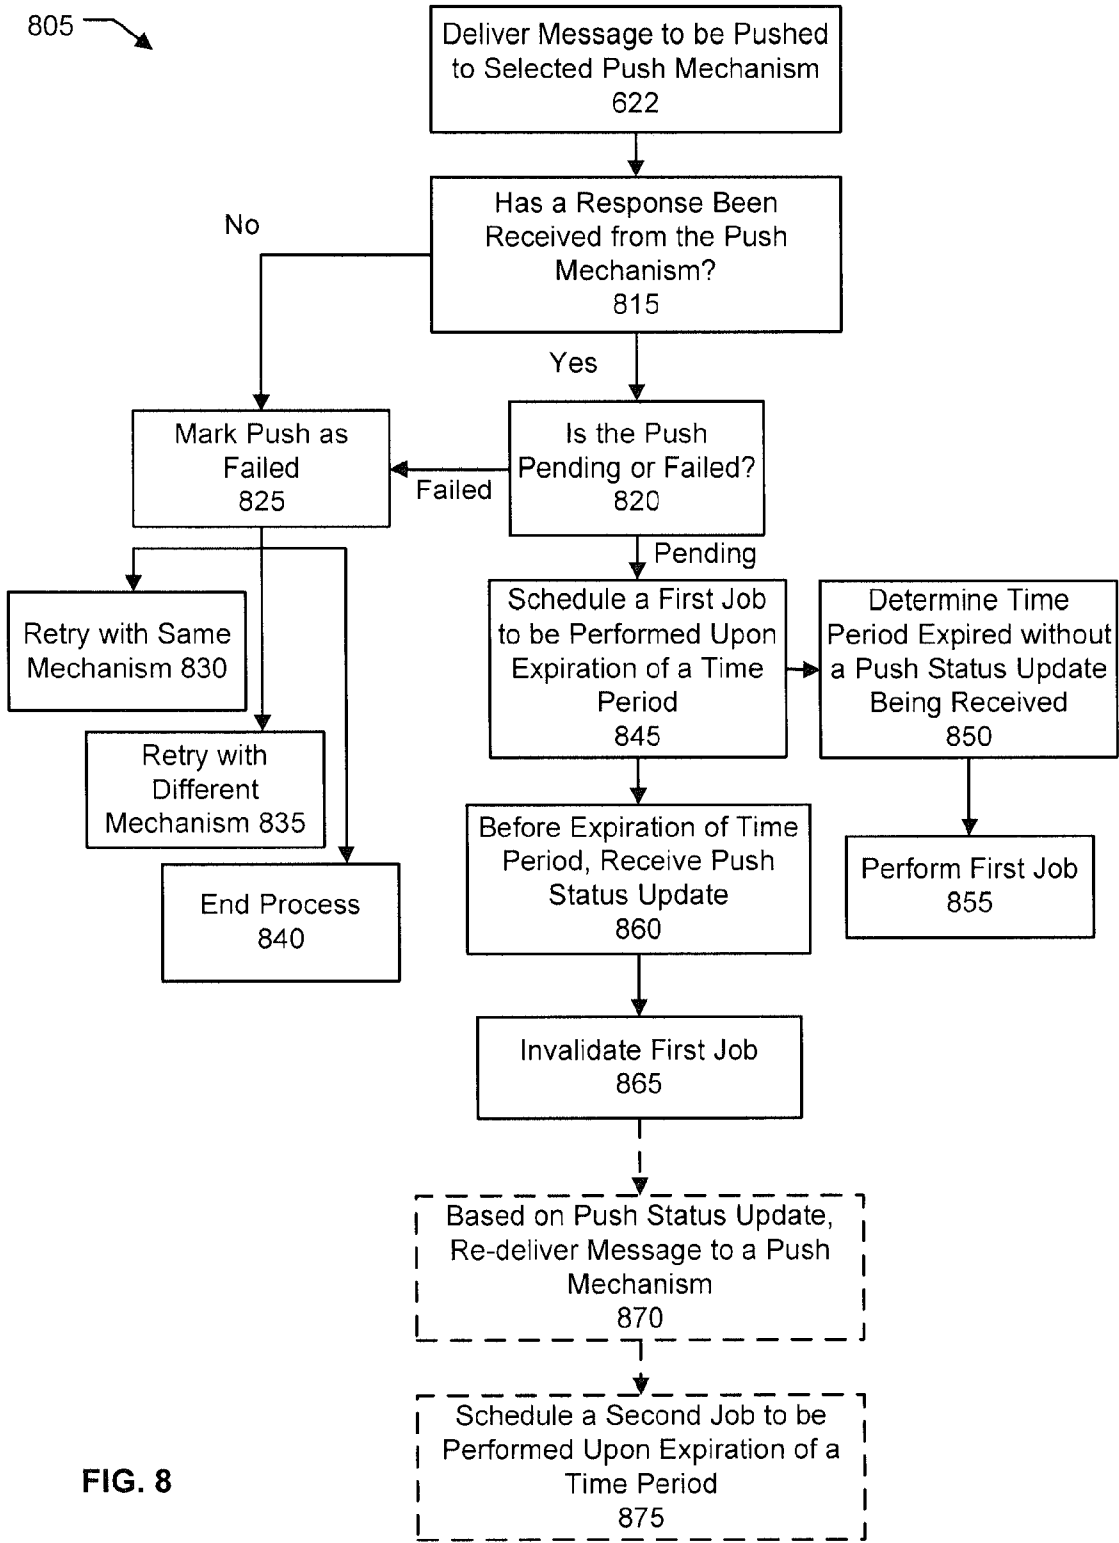 805
Deliver Message to be Pushed
to Selected Push Mechanism
622
Has a Response Been
Received from the Push
Mechanism?
815
No
Yes
Mark Push as
Failed
825
Is the Push
Pending or Failed?
820
Failed
Pending
Retry with Same
Mechanism 830
Retry with
Different
Mechanism 835
End Process
840
Schedule a First Job
to be Performed Upon
Expiration of a Time
Period
845
Determine Time
Period Expired without
a Push Status Update
Being Received
850
Perform First Job
855
Before Expiration of Time
Period, Receive Push
Status Update
860
Invalidate First Job
865
Based on Push Status Update,
Re-deliver Message to a Push
Mechanism
870
Schedule a Second Job to be
Performed Upon Expiration of a
Time Period
875
FIG. 8